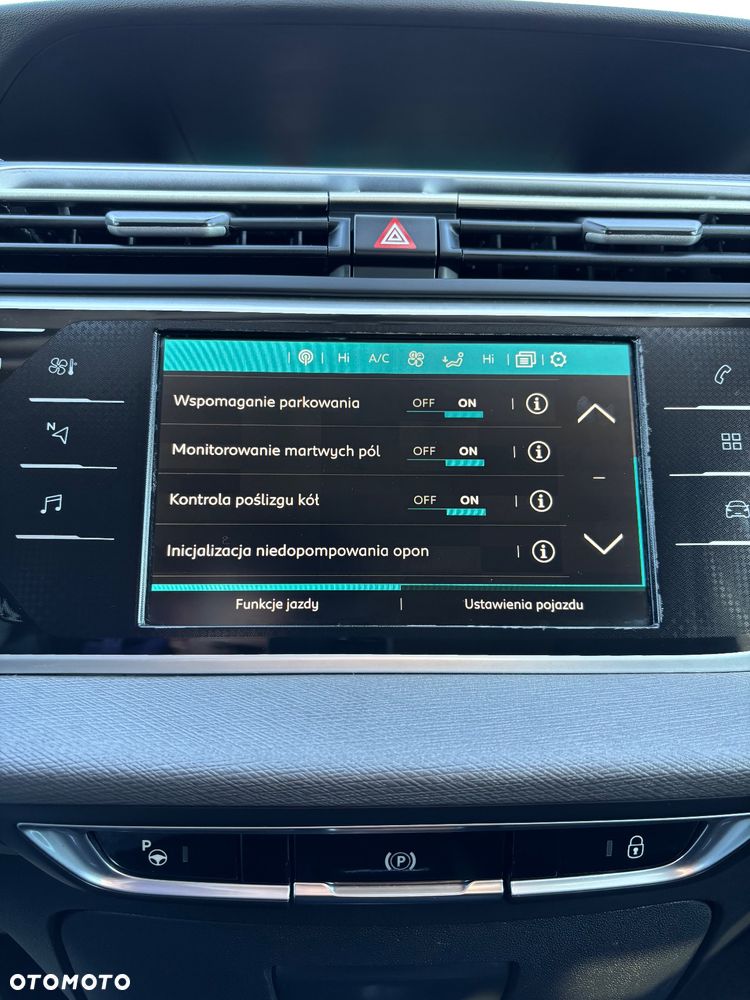 Hi A/C Hi
Wspomaganie parkowania OFF ON
N
Monitorowanie martwych pól OFF ON
Kontrola poślizgu kół OFF ON
Inicjalizacja niedopompowania opon
Funkcje jazdy | Ustawienia pojazdu
P
P
OTOMOTO